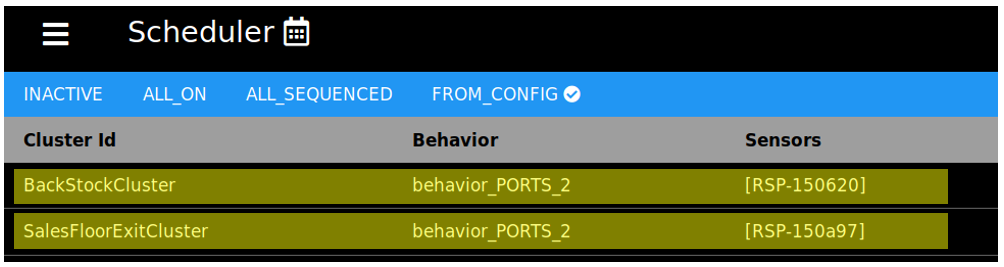 Scheduler
INACTIVE ALL_ON ALL_SEQUENCED FROM_CONFIG
Cluster Id Behavior Sensors
BackStockCluster behavior_PORTS_2 [RSP-150620]
SalesFloorExitCluster behavior_PORTS_2 [RSP-150a97]